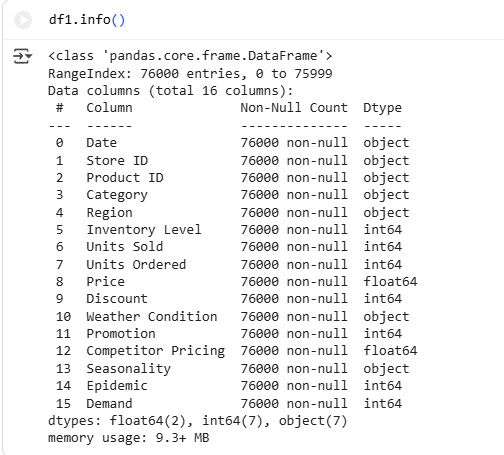 df1.info()
<class 'pandas.core.frame.DataFrame'>
RangeIndex: 76000 entries, 0 to 75999
Data columns (total 16 columns):
 #   Column              Non-Null Count  Dtype
---  ------              --------------  -----
 0   Date                76000 non-null  object
 1   Store ID            76000 non-null  object
 2   Product ID          76000 non-null  object
 3   Category            76000 non-null  object
 4   Region              76000 non-null  object
 5   Inventory Level     76000 non-null  int64
 6   Units Sold          76000 non-null  int64
 7   Units Ordered       76000 non-null  int64
 8   Price               76000 non-null  float64
 9   Discount            76000 non-null  int64
 10  Weather Condition   76000 non-null  object
 11  Promotion           76000 non-null  int64
 12  Competitor Pricing  76000 non-null  float64
 13  Seasonality         76000 non-null  object
 14  Epidemic            76000 non-null  int64
 15  Demand              76000 non-null  int64
dtypes: float64(2), int64(7), object(7)
memory usage: 9.3+ MB